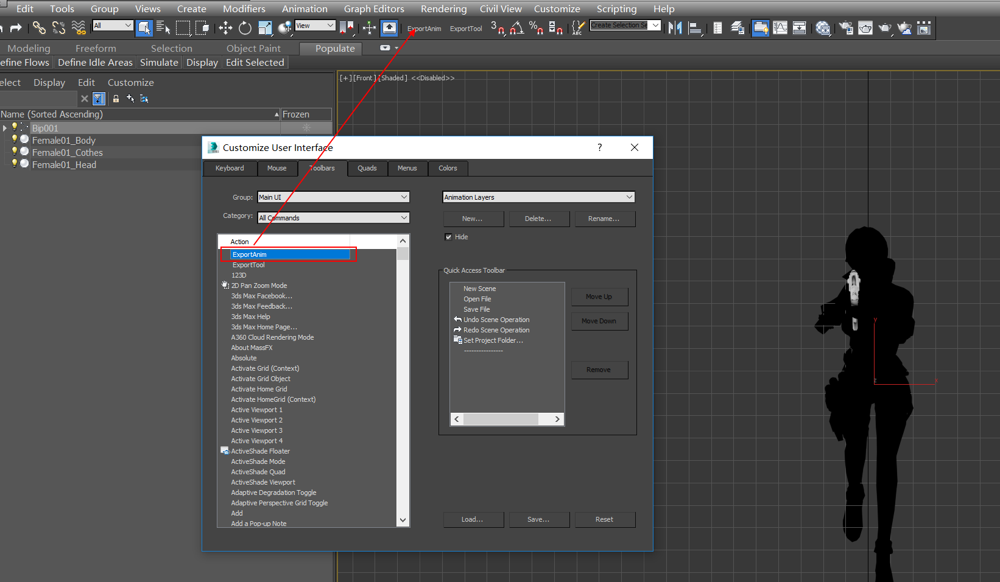 Edit Tools Group Views Create Modifiers Animation Graph Editors Rendering Civil View Customize Scripting Help
All View ExportAnim ExportTool 3 % ABC Create Selection Se
Modeling Freeform Selection Object Paint Populate
efine Flows Define Idle Areas Simulate Display Edit Selected
elect Display Edit Customize
[+][Front][Shaded] <<Disabled>>
Name (Sorted Ascending) Frozen
Bip001
Female01_Body
Female01_Cothes
Female01_Head
Customize User Interface ?
Keyboard Mouse Toolbars Quads Menus Colors
Group: Main UI
Category: All Commands
Action
ExportAnim
ExportTool
123D
2D Pan Zoom Mode
3ds Max Facebook...
3ds Max Feedback...
3ds Max Help
3ds Max Home Page...
A360 Cloud Rendering Mode
About MassFX
Absolute
Activate Grid (Context)
Activate Grid Object
Activate Home Grid
Activate HomeGrid (Context)
Active Viewport 1
Active Viewport 2
Active Viewport 3
Active Viewport 4
ActiveShade Floater
ActiveShade Mode
ActiveShade Quad
ActiveShade Viewport
Adaptive Degradation Toggle
Adaptive Perspective Grid Toggle
Add
Add a Pop-up Note
Animation Layers
New... Delete... Rename...
Hide
Quick Access Toolbar
New Scene
Open File
Save File
Undo Scene Operation
Redo Scene Operation
Set Project Folder...
----------------
Move Up
Move Down
Remove
Load... Save... Reset
y
z x